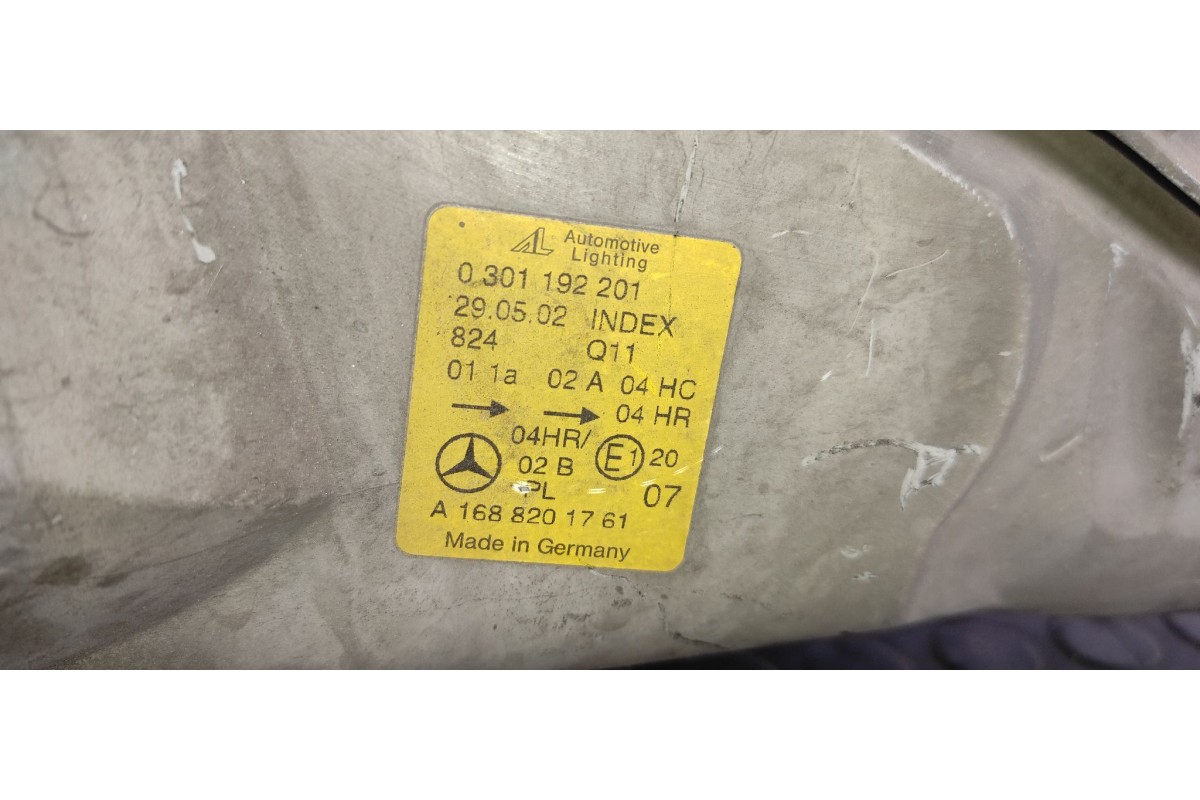 AL Automotive
Lighting
0 301 192 201
29.05.02 INDEX
824 Q11
01 1a 02 A 04 HC
04 HR
04HR/
02 B E1 20
PL 07
A 168 820 17 61
Made in Germany